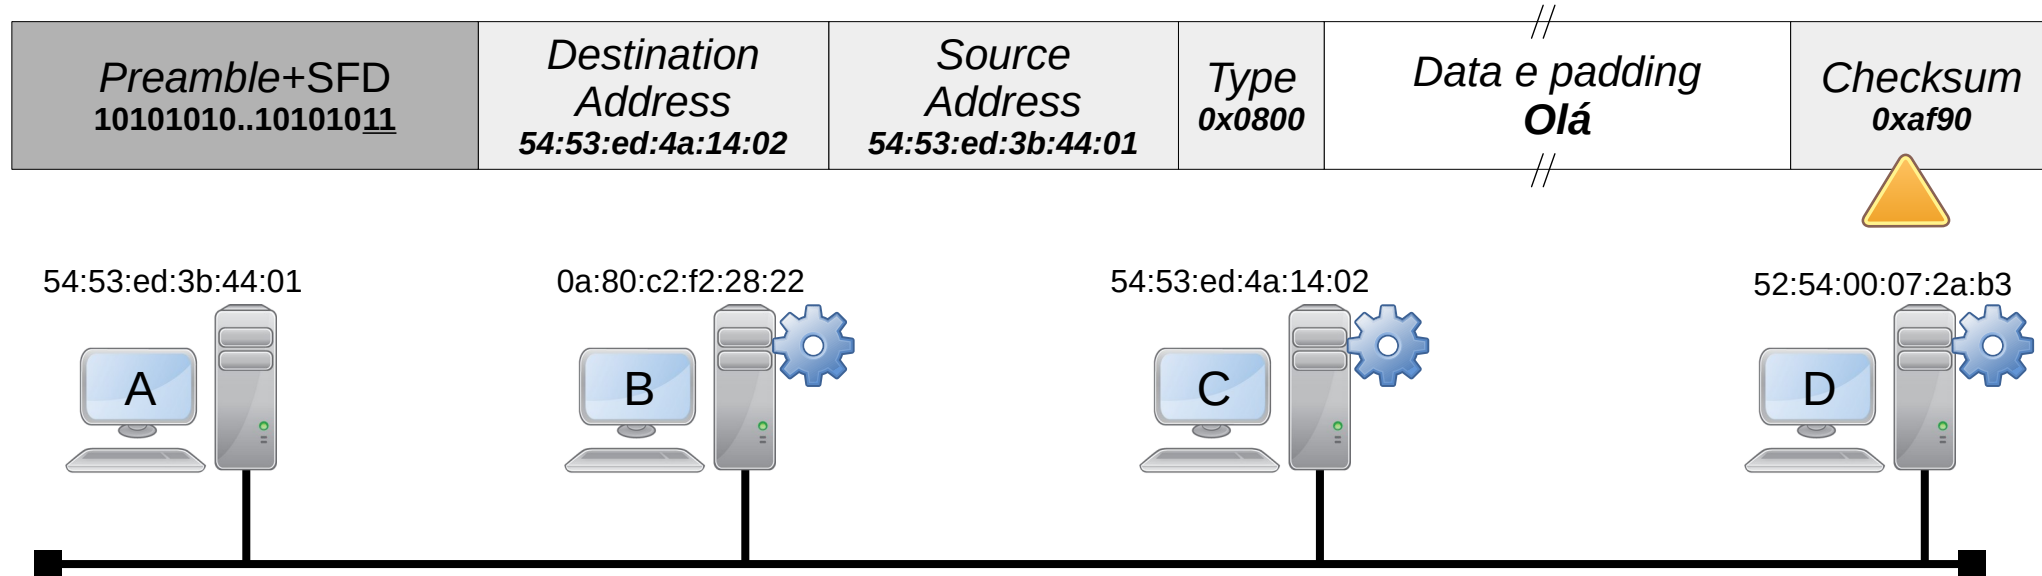 Preamble+SFD
10101010..10101011
Destination
Address
54:53:ed:4a:14:02
Source
Address
54:53:ed:3b:44:01
Type
0x0800
Data e padding
Olá
Checksum
0xaf90
54:53:ed:3b:44:01
0a:80:c2:f2:28:22
54:53:ed:4a:14:02
52:54:00:07:2a:b3
A
B
C
D